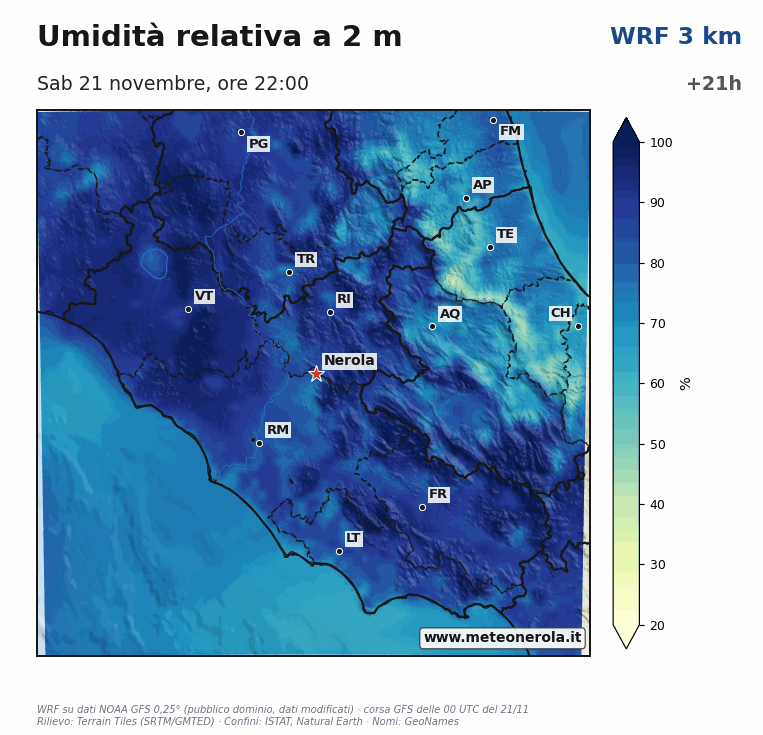 Umidità relativa a 2 m
WRF 3 km
Sab 21 novembre, ore 22:00
+21h
PG
FM
AP
TE
TR
VT
RI
AQ
CH
Nerola
RM
FR
LT
www.meteonerola.it
100
90
80
70
60
50
40
30
20
%
WRF su dati NOAA GFS 0,25° (pubblico dominio, dati modificati) · corsa GFS delle 00 UTC del 21/11
Rilievo: Terrain Tiles (SRTM/GMTED) · Confini: ISTAT, Natural Earth · Nomi: GeoNames